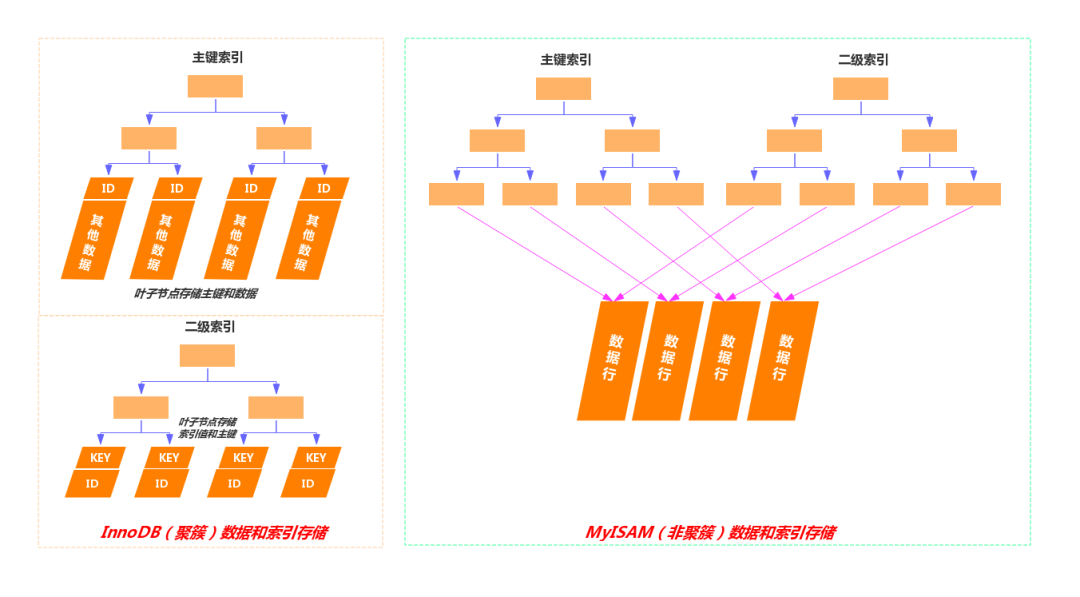 主键索引
ID
ID
ID
ID
其他数据
其他数据
其他数据
其他数据
叶子节点存储主键和数据
二级索引
叶子节点存储
索引值和主键
KEY
KEY
KEY
KEY
ID
ID
ID
ID
InnoDB（聚簇）数据和索引存储
主键索引
二级索引
数据行
数据行
数据行
数据行
MyISAM（非聚簇）数据和索引存储